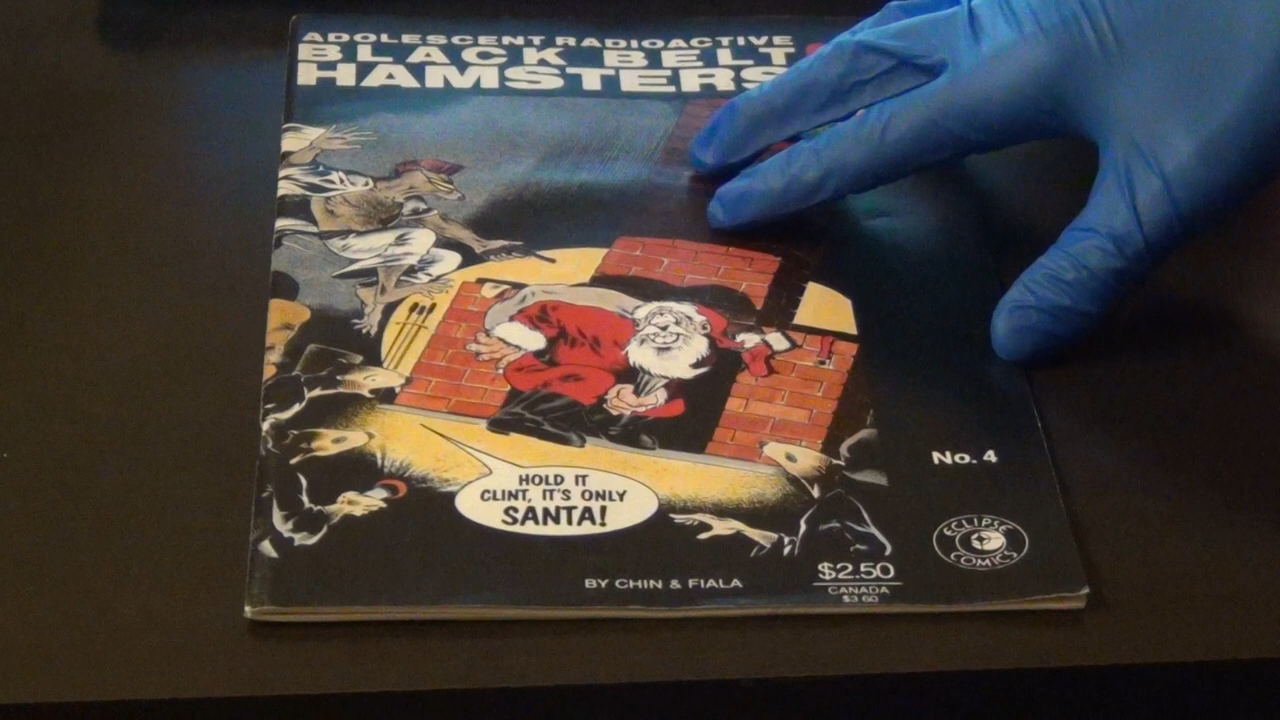 ADOLESCENT RADIOACTIVE
BLACK BELT
HAMSTERS
HOLD IT
CLINT, IT'S ONLY
SANTA!
No. 4
ECLIPSE
COMICS
$2.50
CANADA
$3.60
BY CHIN & FIALA